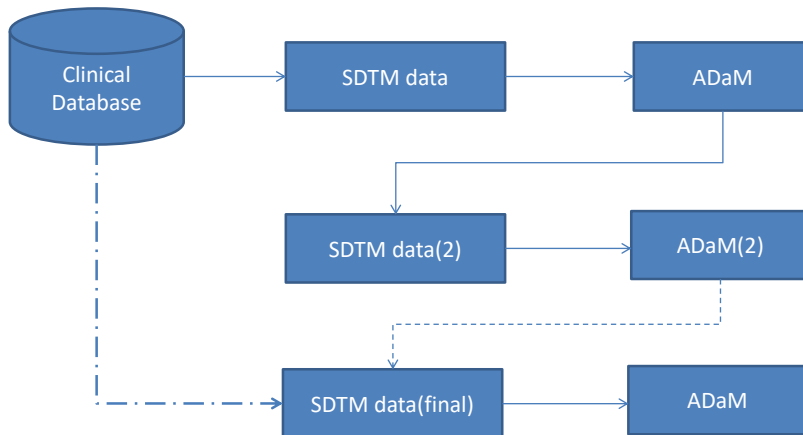 Clinical
Database
SDTM data
ADaM
SDTM data(2)
ADaM(2)
SDTM data(final)
ADaM